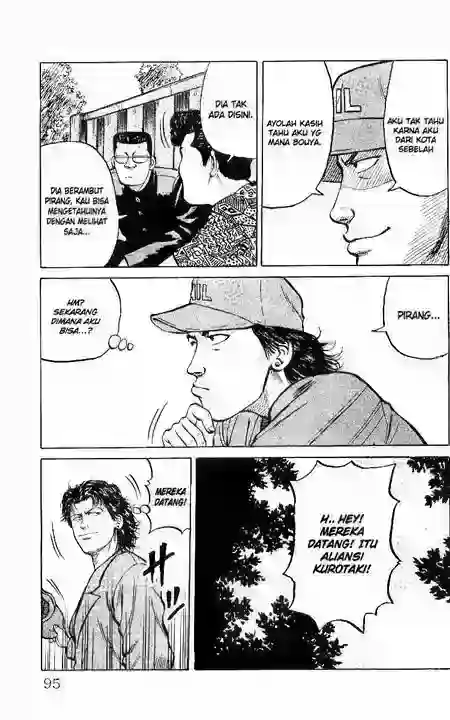 AKU TAK TAHU
KARNA AKU
DARI KOTA
SEBELAH
AYOLAH KASIH
TAHU AKU YG
MANA BOUYA.
OL
DIA TAK
ADA DISINI.
DIA BERAMBUT
PIRANG, KAU BISA
MENGETAHUINYA
DENGAN MELIHAT
SAJA...
PIRANG...
HM?
SEKARANG
DIMANA AKU
BISA...?
H.. HEY!
MEREKA
DATANG! ITU
ALIANSI
KUROTAKI!
MEREKA
DATANG!
95